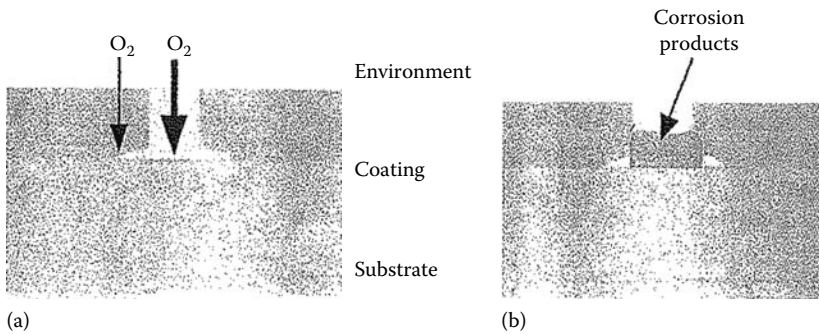 O₂ O₂
Corrosion
products
Environment
Coating
Substrate
(a) (b)